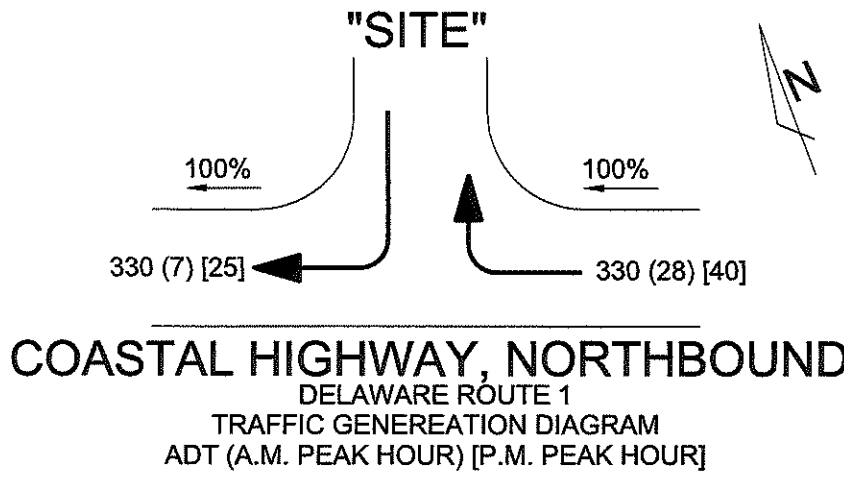 "SITE"
N
100%
100%
330 (7) [25]
330 (28) [40]
COASTAL HIGHWAY, NORTHBOUND
DELAWARE ROUTE 1
TRAFFIC GENEREATION DIAGRAM
ADT (A.M. PEAK HOUR) [P.M. PEAK HOUR]